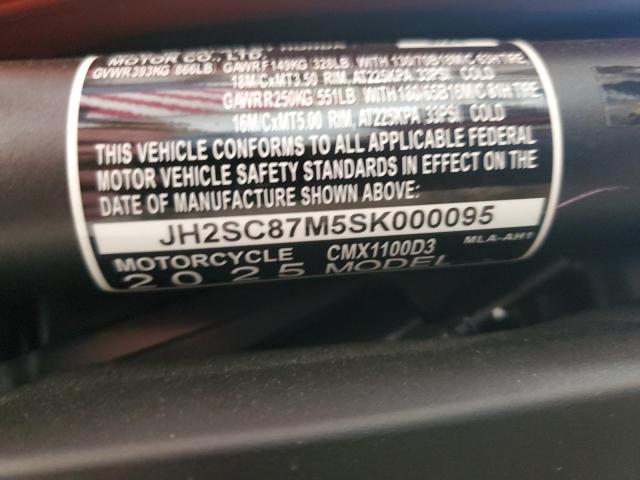 MOTOR CO., LTD.
GVWR 393KG 866LB GAWRF 149KG 328LB WITH 130/70B18M/C 63H TIRE
18M/CxMT3.50 RIM, AT 225KPA 33PSI COLD
GAWRR 250KG 551LB WITH 180/65B16M/C 81H TIRE
16M/CxMT5.00 RIM, AT 225KPA 33PSI COLD
THIS VEHICLE CONFORMS TO ALL APPLICABLE FEDERAL
MOTOR VEHICLE SAFETY STANDARDS IN EFFECT ON THE
DATE OF MANUFACTURE SHOWN ABOVE.
JH2SC87M5SK000095
MOTORCYCLE CMX1100D3 MLA-AH1
2025 MODEL